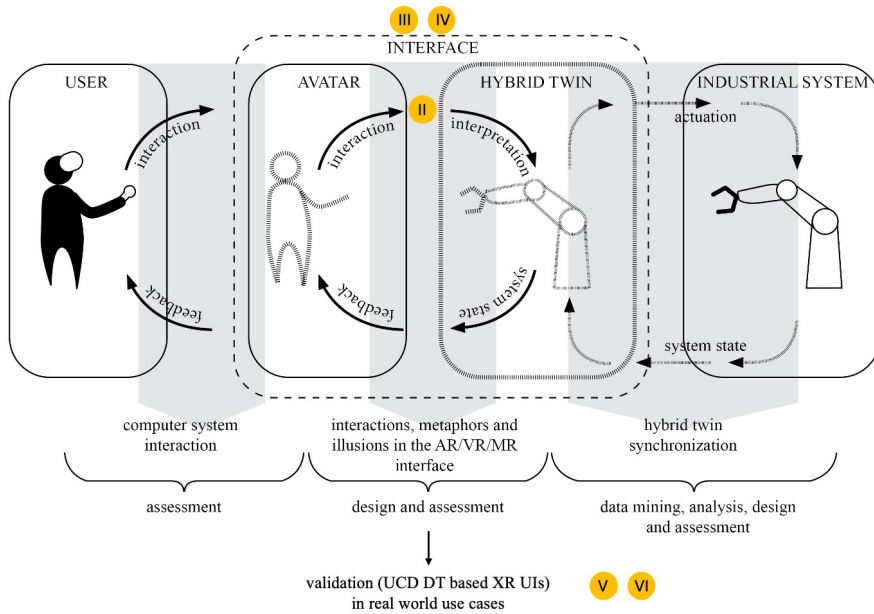 III IV
INTERFACE
USER
AVATAR
HYBRID TWIN
INDUSTRIAL SYSTEM
interaction
interaction
II
interpretation
actuation
feedback
feedback
system state
system state
computer system
interaction
interactions, metaphors and
illusions in the AR/VR/MR
interface
hybrid twin
synchronization
assessment
design and assessment
data mining, analysis, design
and assessment
validation (UCD DT based XR UIs)
in real world use cases
V VI